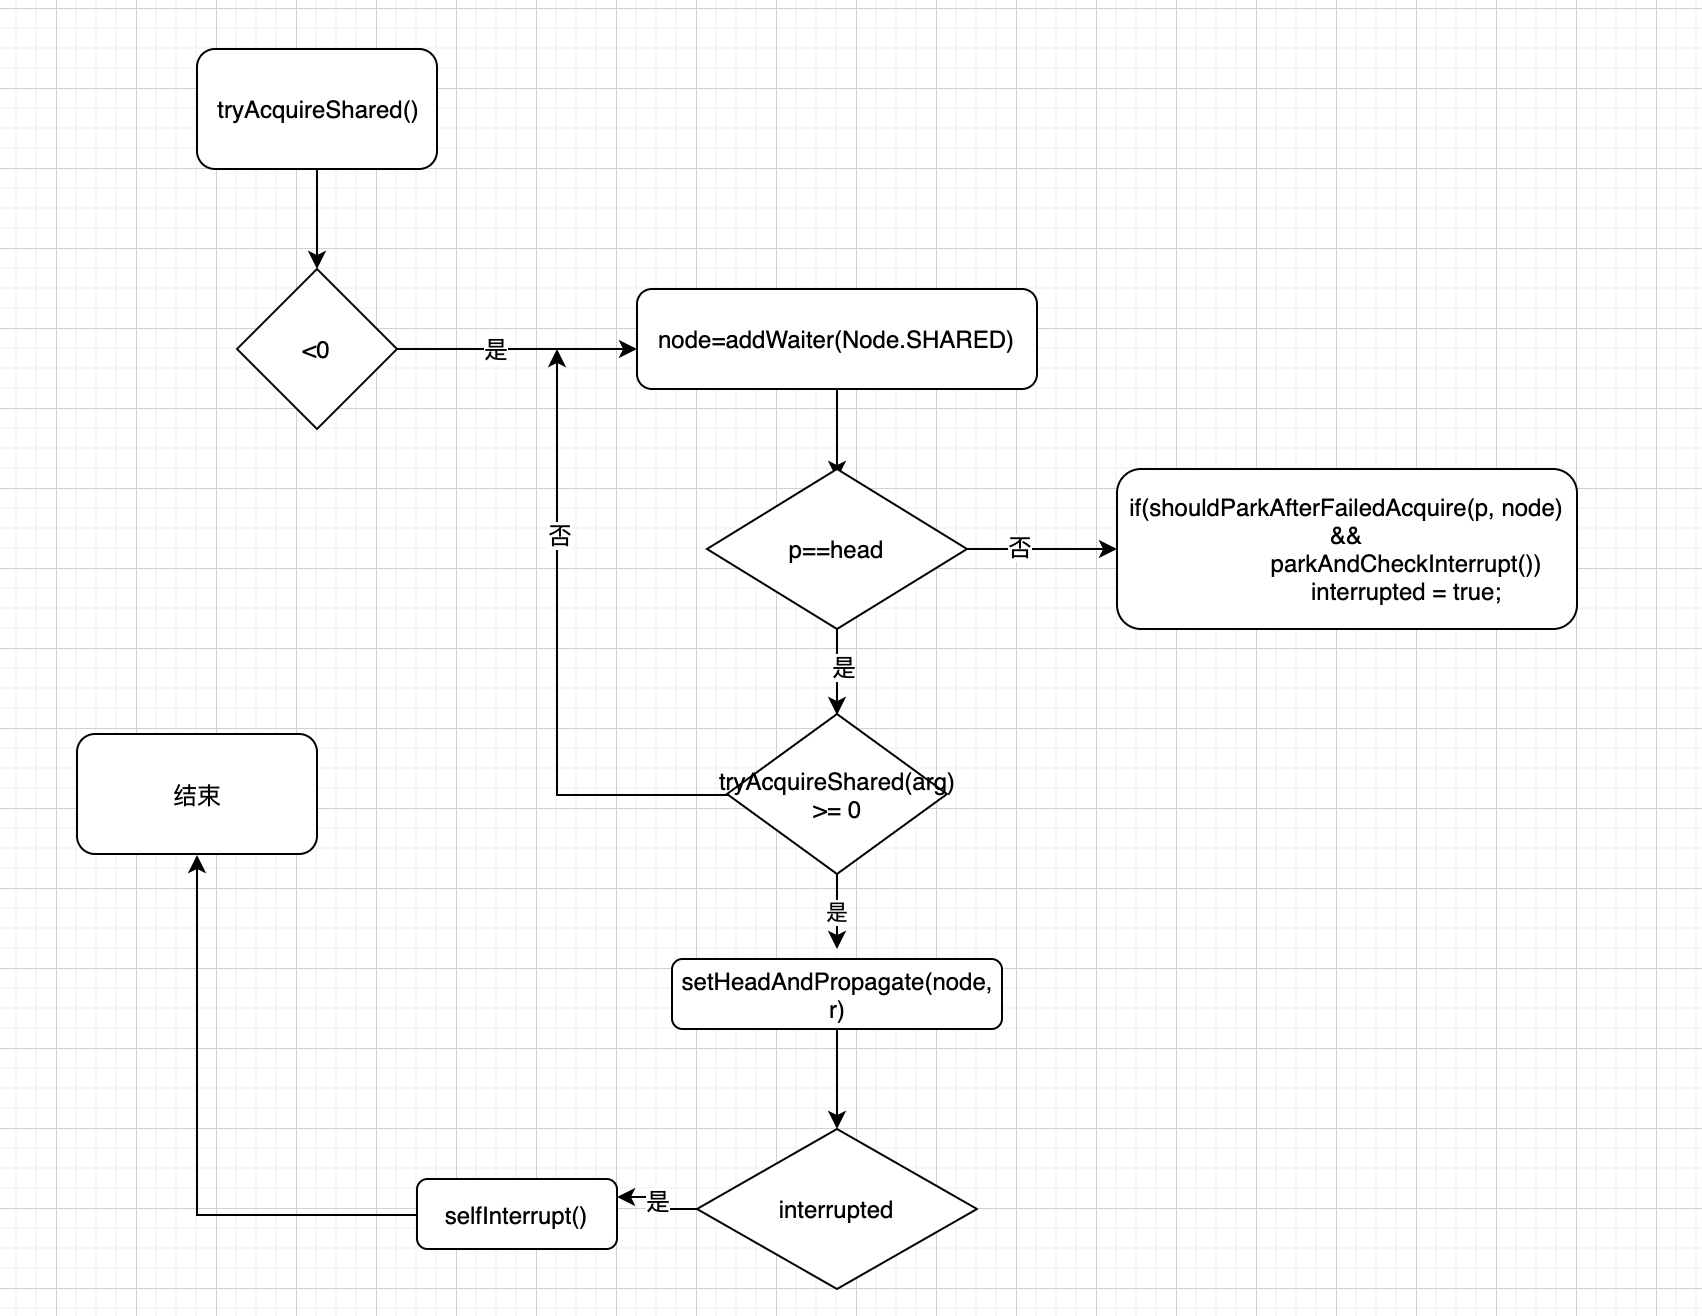 tryAcquireShared()
<0
是
node=addWaiter(Node.SHARED)
否
p==head
否
if(shouldParkAfterFailedAcquire(p, node)
&&
parkAndCheckInterrupt())
interrupted = true;
是
tryAcquireShared(arg)
>= 0
结束
是
setHeadAndPropagate(node,
r)
interrupted
是
selfInterrupt()